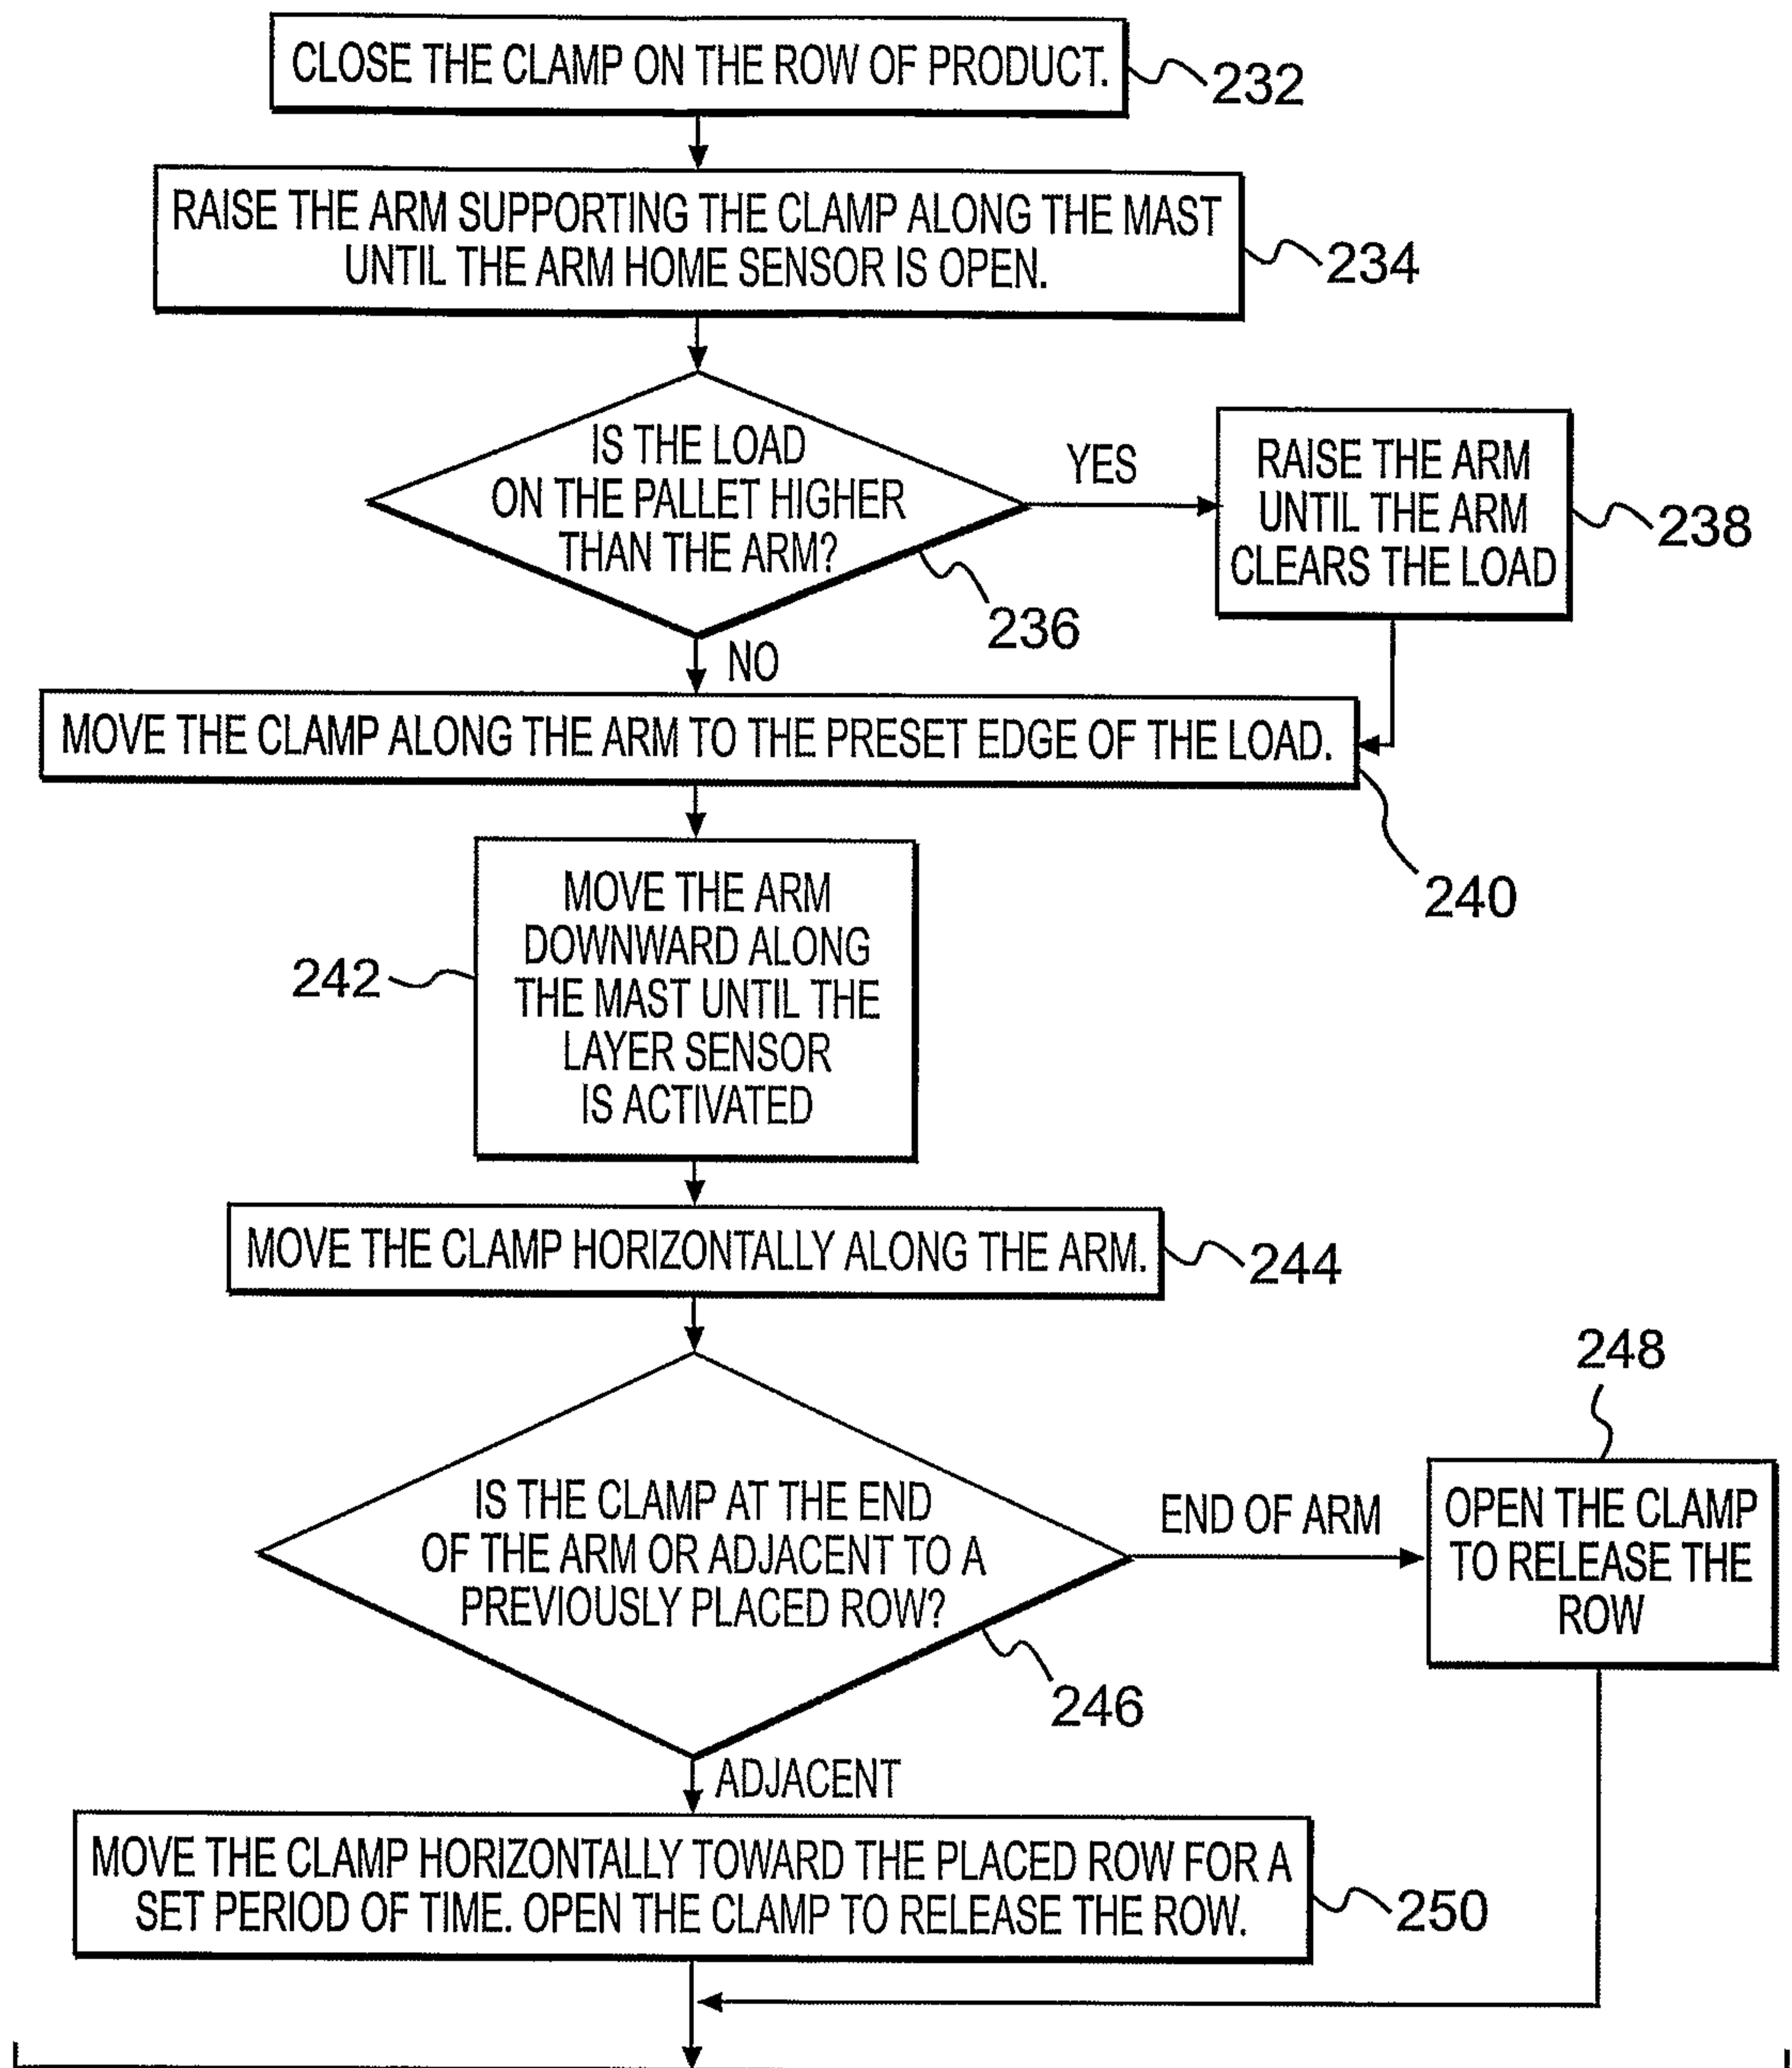 CLOSE THE CLAMP ON THE ROW OF PRODUCT.
232
RAISE THE ARM SUPPORTING THE CLAMP ALONG THE MAST
UNTIL THE ARM HOME SENSOR IS OPEN.
234
IS THE LOAD
ON THE PALLET HIGHER
THAN THE ARM?
236
YES
RAISE THE ARM
UNTIL THE ARM
CLEARS THE LOAD
238
NO
MOVE THE CLAMP ALONG THE ARM TO THE PRESET EDGE OF THE LOAD.
240
MOVE THE ARM
DOWNWARD ALONG
THE MAST UNTIL THE
LAYER SENSOR
IS ACTIVATED
242
MOVE THE CLAMP HORIZONTALLY ALONG THE ARM.
244
IS THE CLAMP AT THE END
OF THE ARM OR ADJACENT TO A
PREVIOUSLY PLACED ROW?
246
END OF ARM
248
OPEN THE CLAMP
TO RELEASE THE
ROW
ADJACENT
MOVE THE CLAMP HORIZONTALLY TOWARD THE PLACED ROW FOR A
SET PERIOD OF TIME. OPEN THE CLAMP TO RELEASE THE ROW.
250